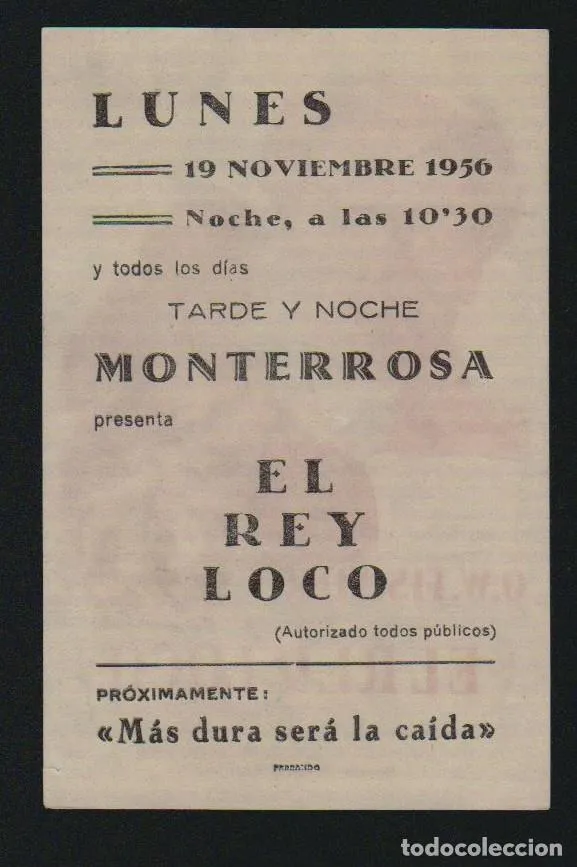 LUNES
19 NOVIEMBRE 1956
Noche, a las 10'30
y todos los días
TARDE Y NOCHE
MONTERROSA
presenta
EL
REY
LOCO
(Autorizado todos públicos)
PRÓXIMAMENTE:
«Más dura será la caída»
FERRANDO
todocoleccion